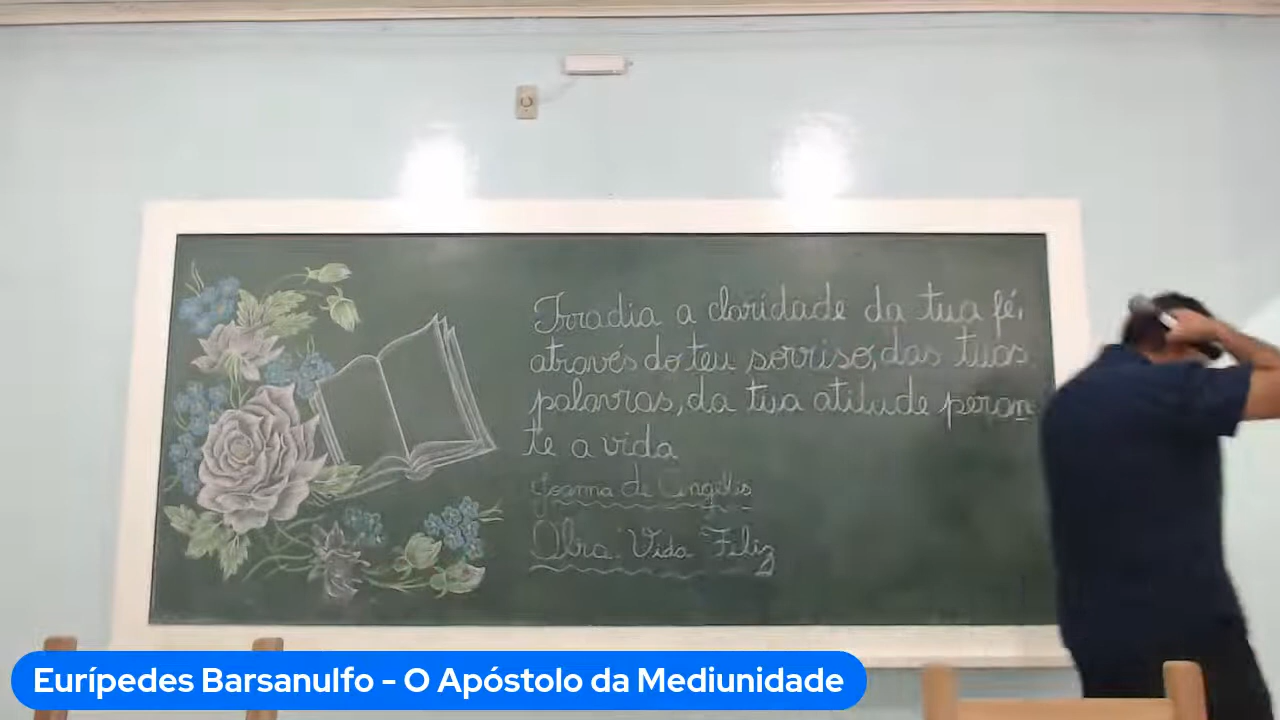 Irradia a claridade da tua fé,
através do teu sorriso, das tuas
palavras, da tua atitude peran-
te a vida
Joanna de Ângelis
Obra: Vida Feliz
Eurípedes Barsanulfo - O Apóstolo da Mediunidade